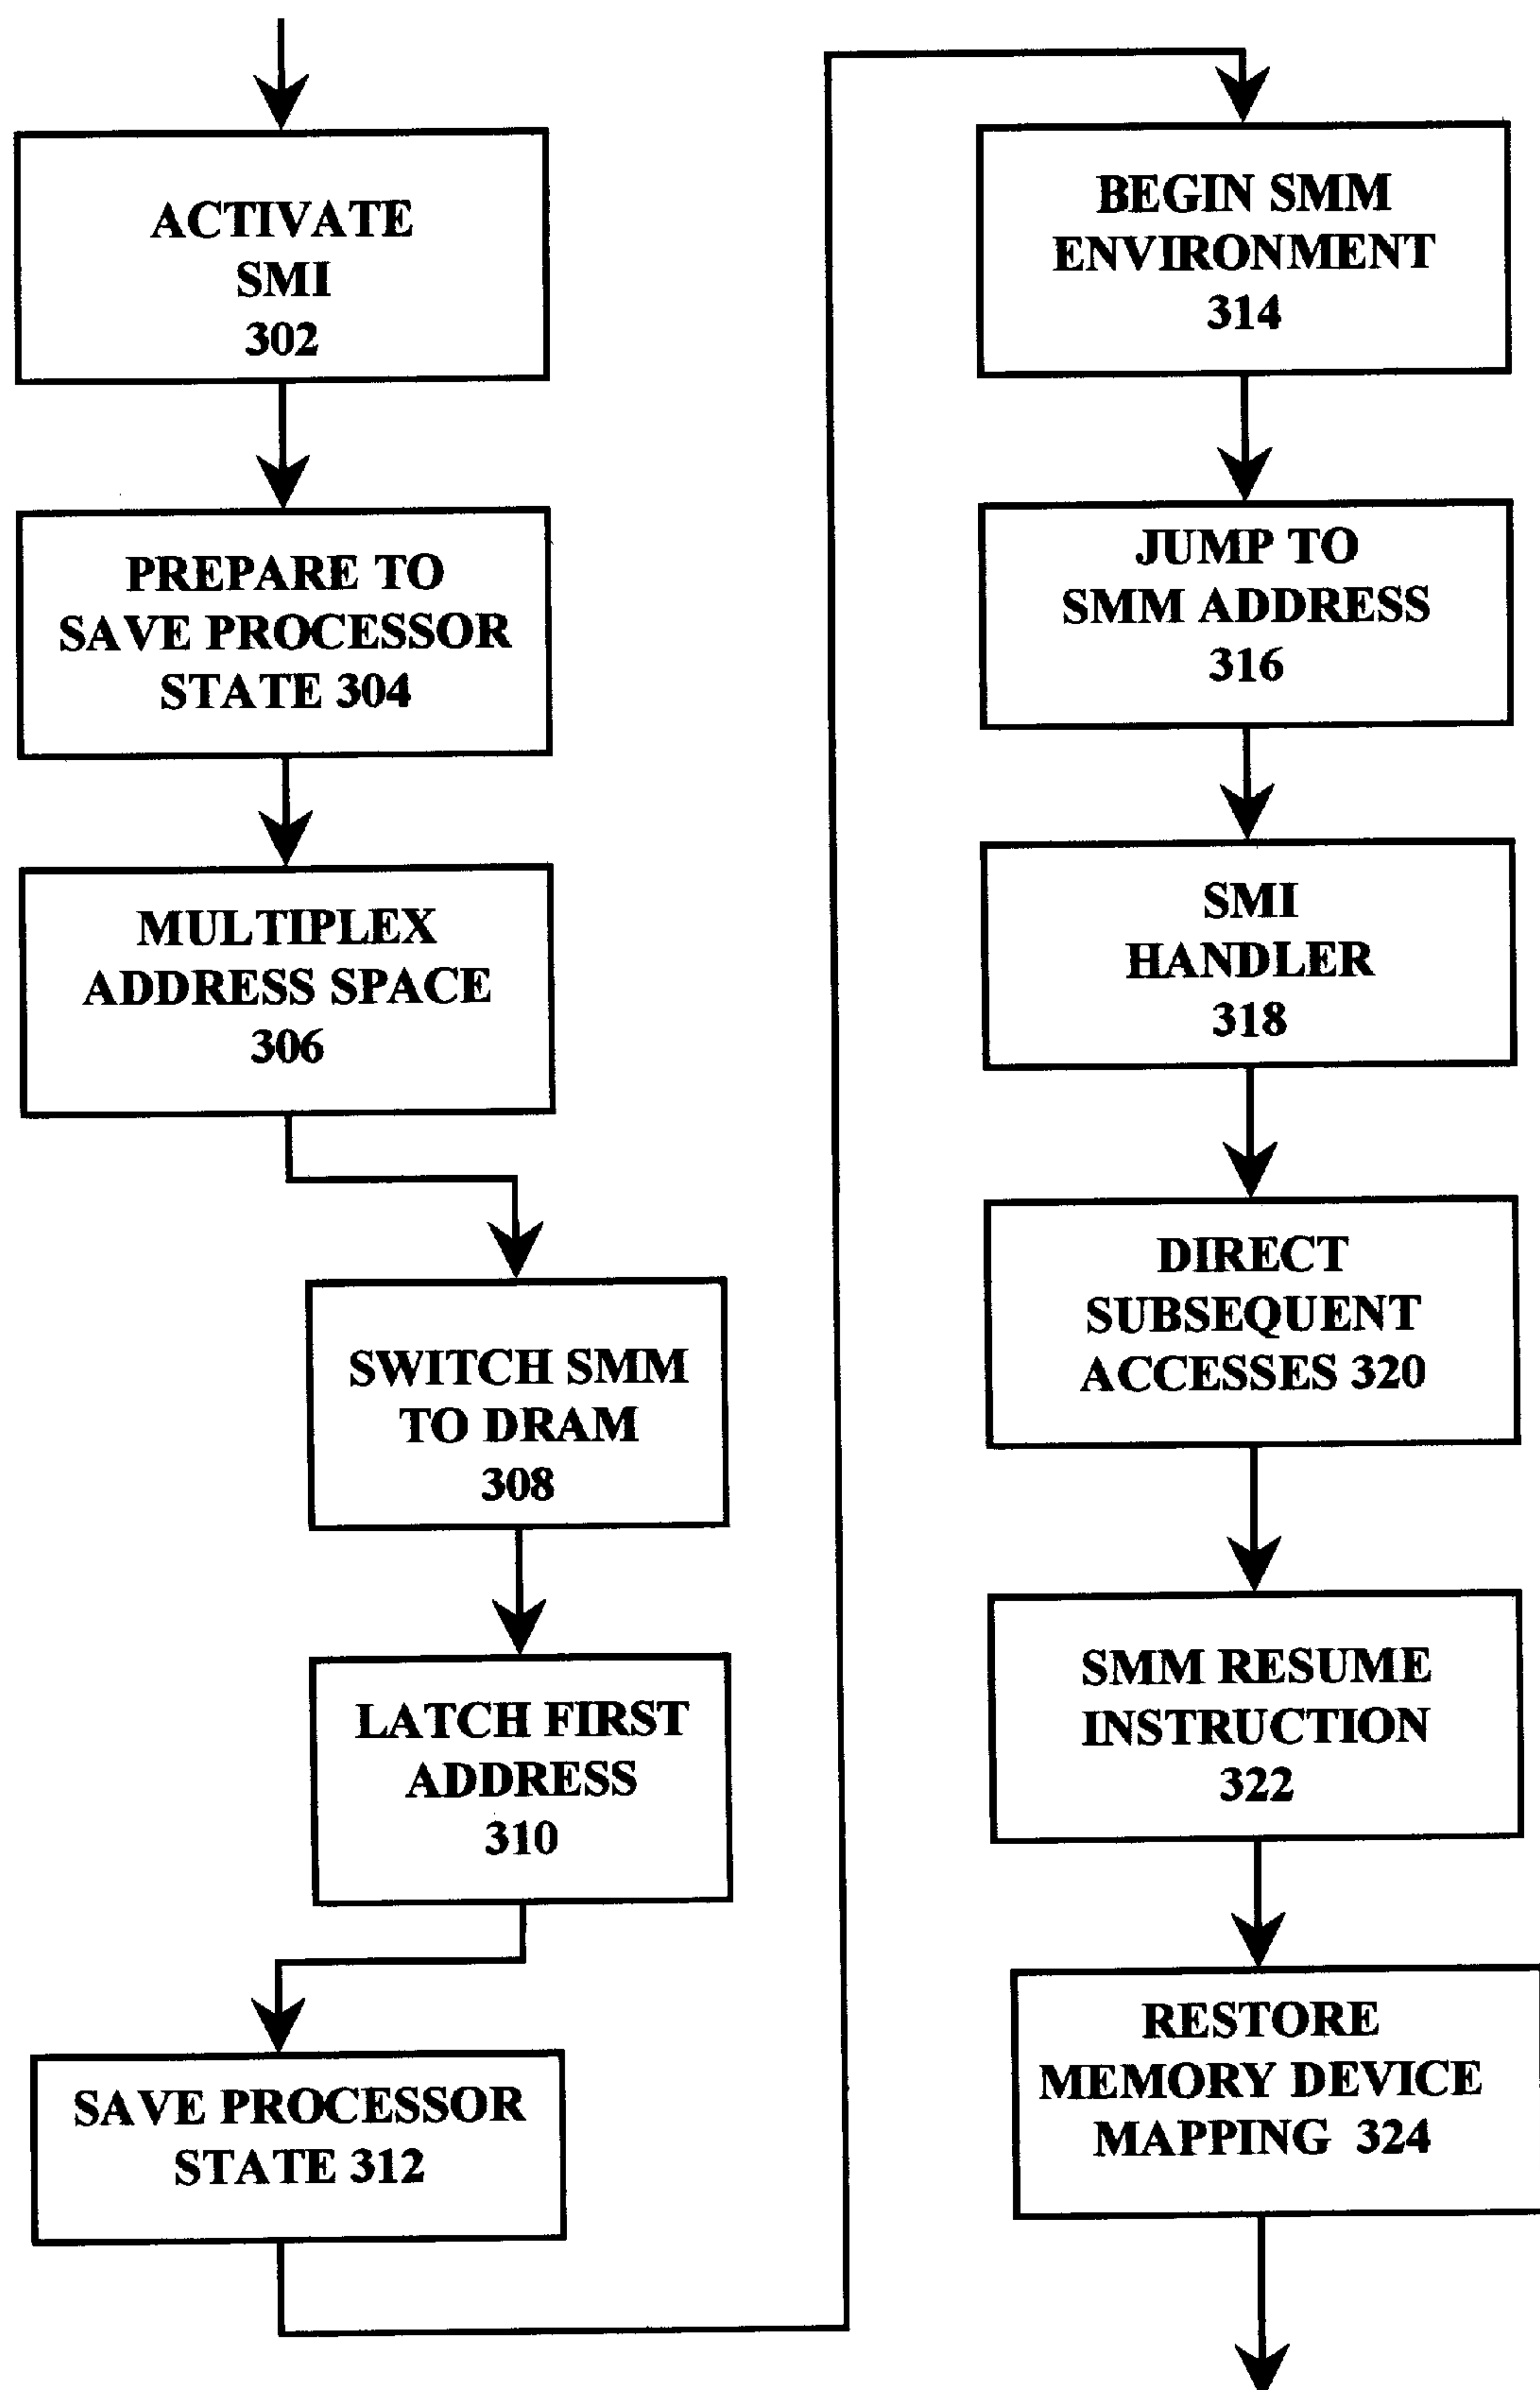 ACTIVATE
SMI
302
PREPARE TO
SAVE PROCESSOR
STATE 304
MULTIPLEX
ADDRESS SPACE
306
SWITCH SMM
TO DRAM
308
LATCH FIRST
ADDRESS
310
SAVE PROCESSOR
STATE 312
BEGIN SMM
ENVIRONMENT
314
JUMP TO
SMM ADDRESS
316
SMI
HANDLER
318
DIRECT
SUBSEQUENT
ACCESSES 320
SMM RESUME
INSTRUCTION
322
RESTORE
MEMORY DEVICE
MAPPING 324